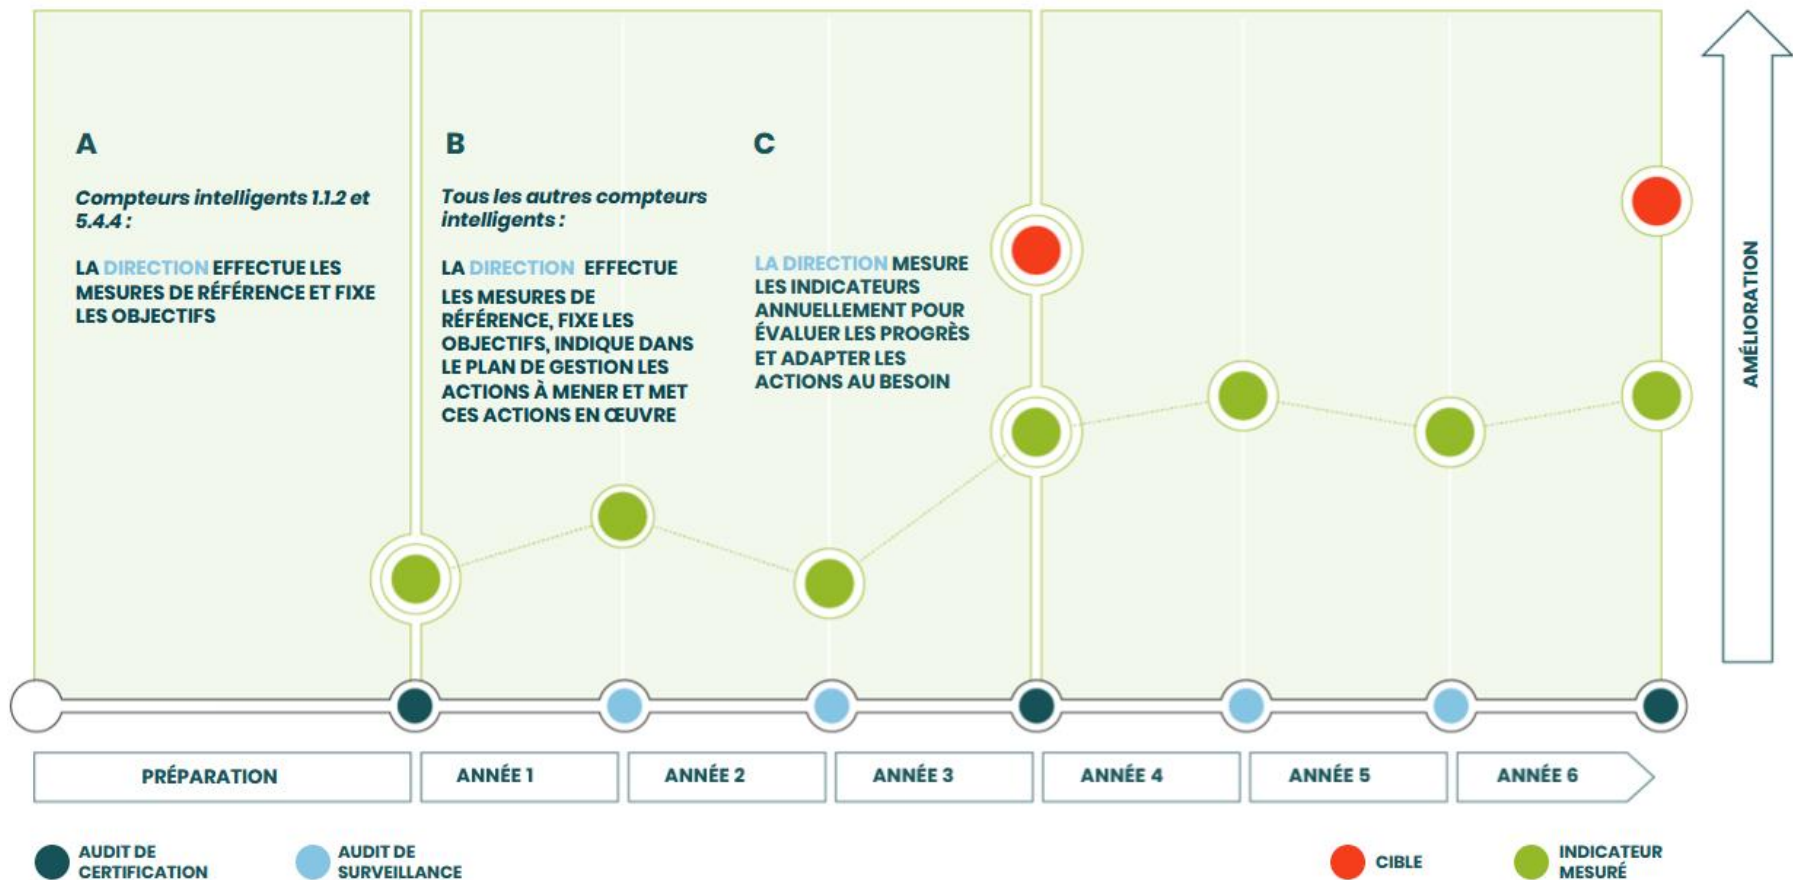 A
Compteurs intelligents 1.1.2 et
5.4.4 :
LA DIRECTION EFFECTUE LES
MESURES DE RÉFÉRENCE ET FIXE
LES OBJECTIFS
B
Tous les autres compteurs
intelligents :
LA DIRECTION EFFECTUE
LES MESURES DE
RÉFÉRENCE, FIXE LES
OBJECTIFS, INDIQUE DANS
LE PLAN DE GESTION LES
ACTIONS À MENER ET MET
CES ACTIONS EN ŒUVRE
C
LA DIRECTION MESURE
LES INDICATEURS
ANNUELLEMENT POUR
ÉVALUER LES PROGRÈS
ET ADAPTER LES
ACTIONS AU BESOIN
AMÉLIORATION
PRÉPARATION
ANNÉE 1
ANNÉE 2
ANNÉE 3
ANNÉE 4
ANNÉE 5
ANNÉE 6
AUDIT DE
CERTIFICATION
AUDIT DE
SURVEILLANCE
CIBLE
INDICATEUR
MESURÉ